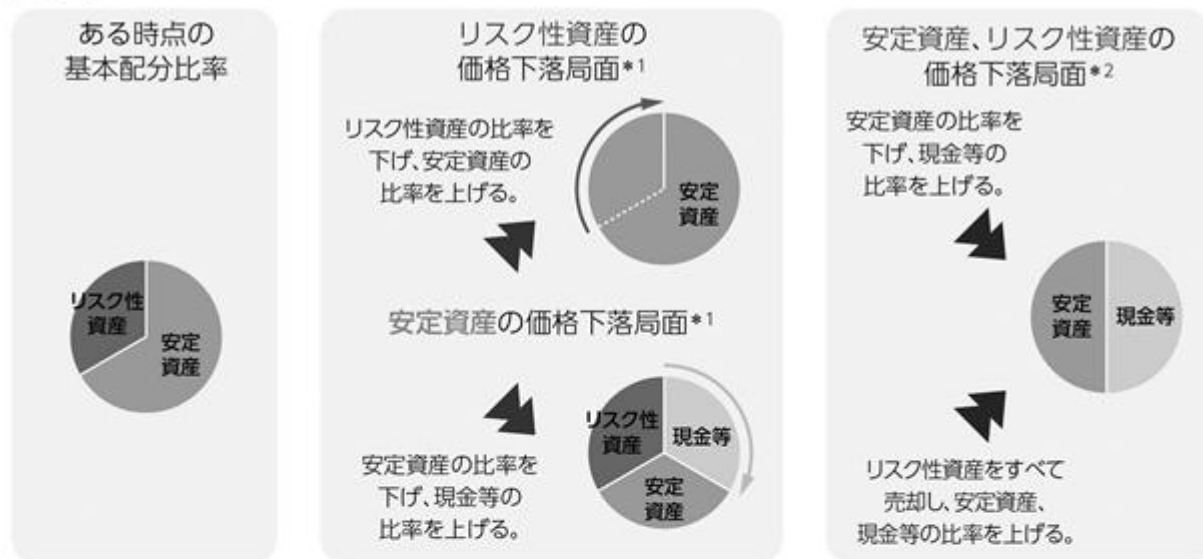 ある時点の
基本配分比率
リスク性
資産
安定
資産
リスク性資産の
価格下落局面*1
リスク性資産の比率を
下げ、安定資産の
比率を上げる。
安定
資産
安定資産の価格下落局面*1
安定資産の比率を
下げ、現金等の
比率を上げる。
リスク性
資産
現金等
安定
資産
安定資産、リスク性資産の
価格下落局面*2
安定資産の比率を
下げ、現金等の
比率を上げる。
安定
資産
現金等
リスク性資産をすべて
売却し、安定資産、
現金等の比率を上げる。